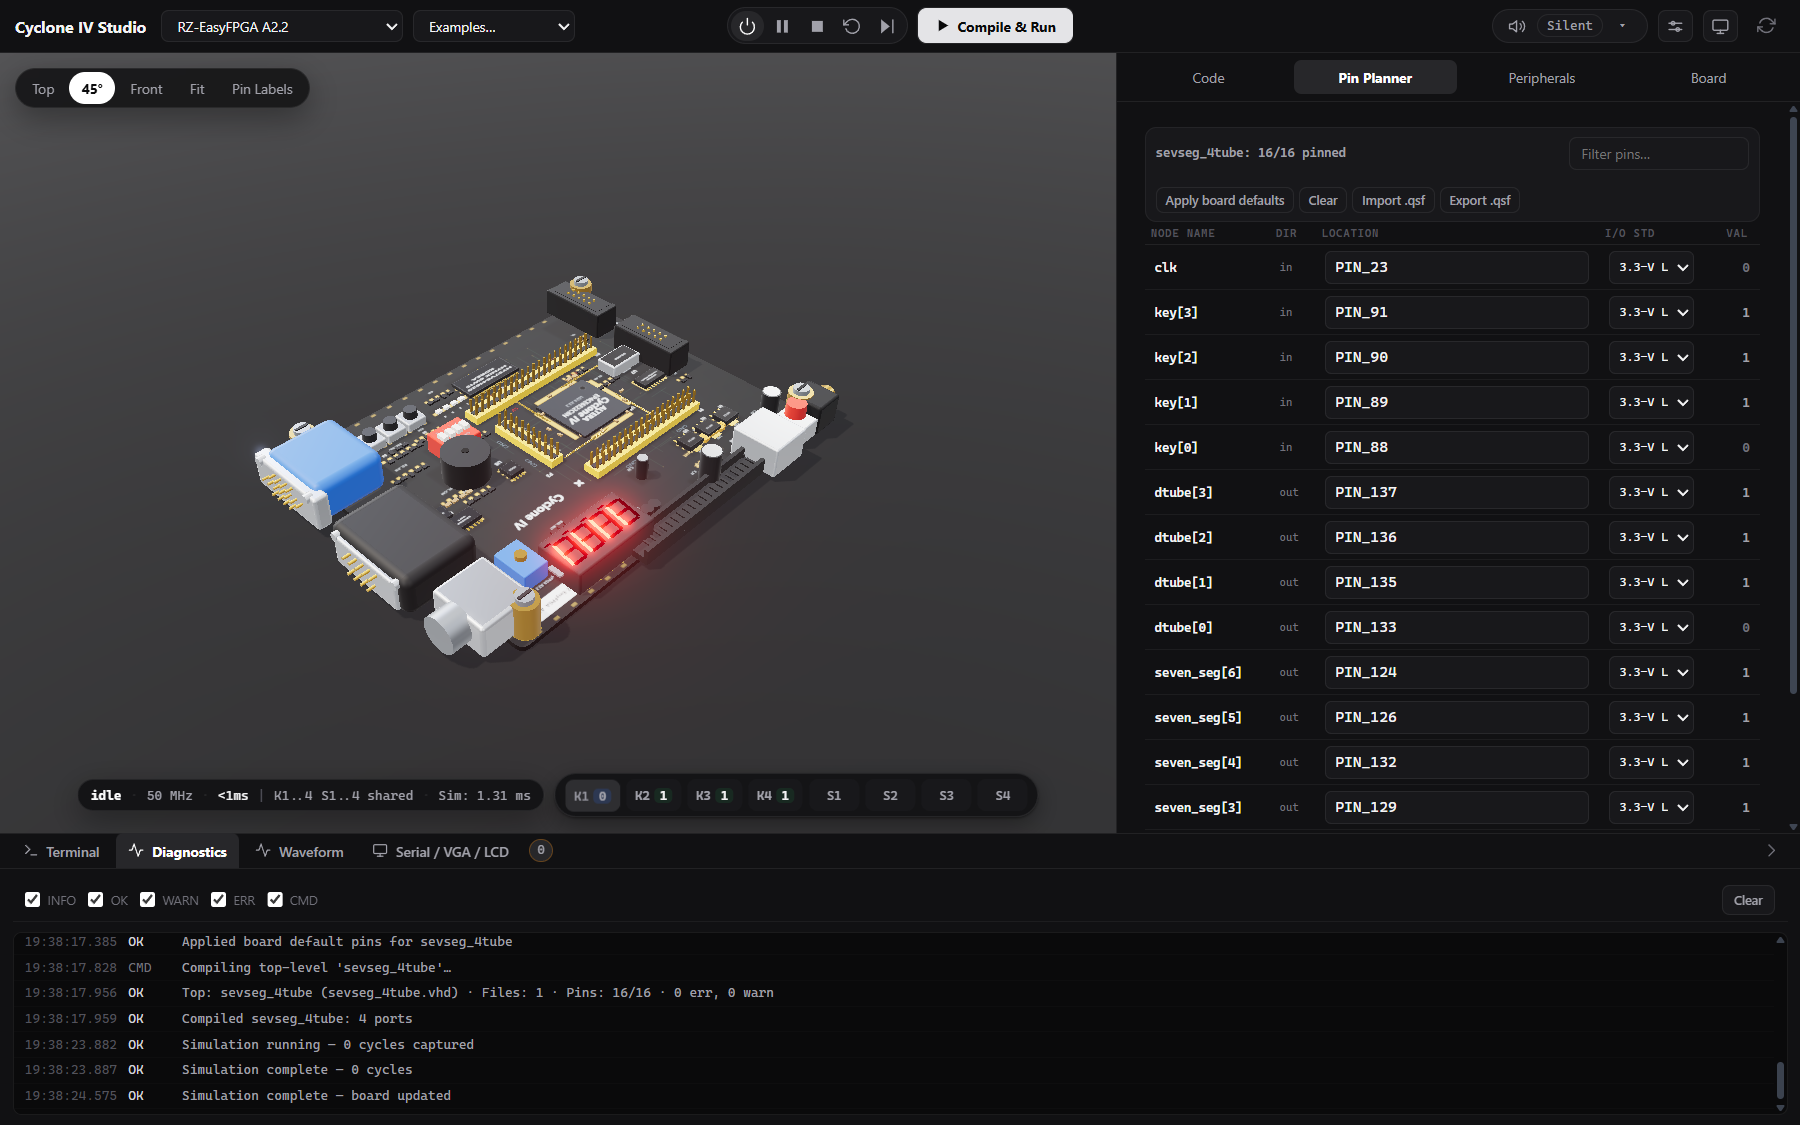 Cyclone IV Studio
RZ-EasyFPGA A2.2
Examples...
Compile & Run
Silent
Top
45°
Front
Fit
Pin Labels
Cyclone IV
idle · 50 MHz · <1ms | K1..4 S1..4 shared · Sim: 1.31 ms
K1 0
K2 1
K3 1
K4 1
S1
S2
S3
S4
Code
Pin Planner
Peripherals
Board
sevseg_4tube: 16/16 pinned
Filter pins...
Apply board defaults
Clear
Import .qsf
Export .qsf
NODE NAME DIR LOCATION I/O STD VAL
clk in PIN_23 3.3-V L 0
key[3] in PIN_91 3.3-V L 1
key[2] in PIN_90 3.3-V L 1
key[1] in PIN_89 3.3-V L 1
key[0] in PIN_88 3.3-V L 0
dtube[3] out PIN_137 3.3-V L 1
dtube[2] out PIN_136 3.3-V L 1
dtube[1] out PIN_135 3.3-V L 1
dtube[0] out PIN_133 3.3-V L 0
seven_seg[6] out PIN_124 3.3-V L 1
seven_seg[5] out PIN_126 3.3-V L 1
seven_seg[4] out PIN_132 3.3-V L 1
seven_seg[3] out PIN_129 3.3-V L 1
Terminal
Diagnostics
Waveform
Serial / VGA / LCD
0
INFO
OK
WARN
ERR
CMD
Clear
19:38:17.385 OK Applied board default pins for sevseg_4tube
19:38:17.828 CMD Compiling top-level 'sevseg_4tube'…
19:38:17.956 OK Top: sevseg_4tube (sevseg_4tube.vhd) · Files: 1 · Pins: 16/16 · 0 err, 0 warn
19:38:17.959 OK Compiled sevseg_4tube: 4 ports
19:38:23.882 OK Simulation running — 0 cycles captured
19:38:23.887 OK Simulation complete — 0 cycles
19:38:24.575 OK Simulation complete — board updated